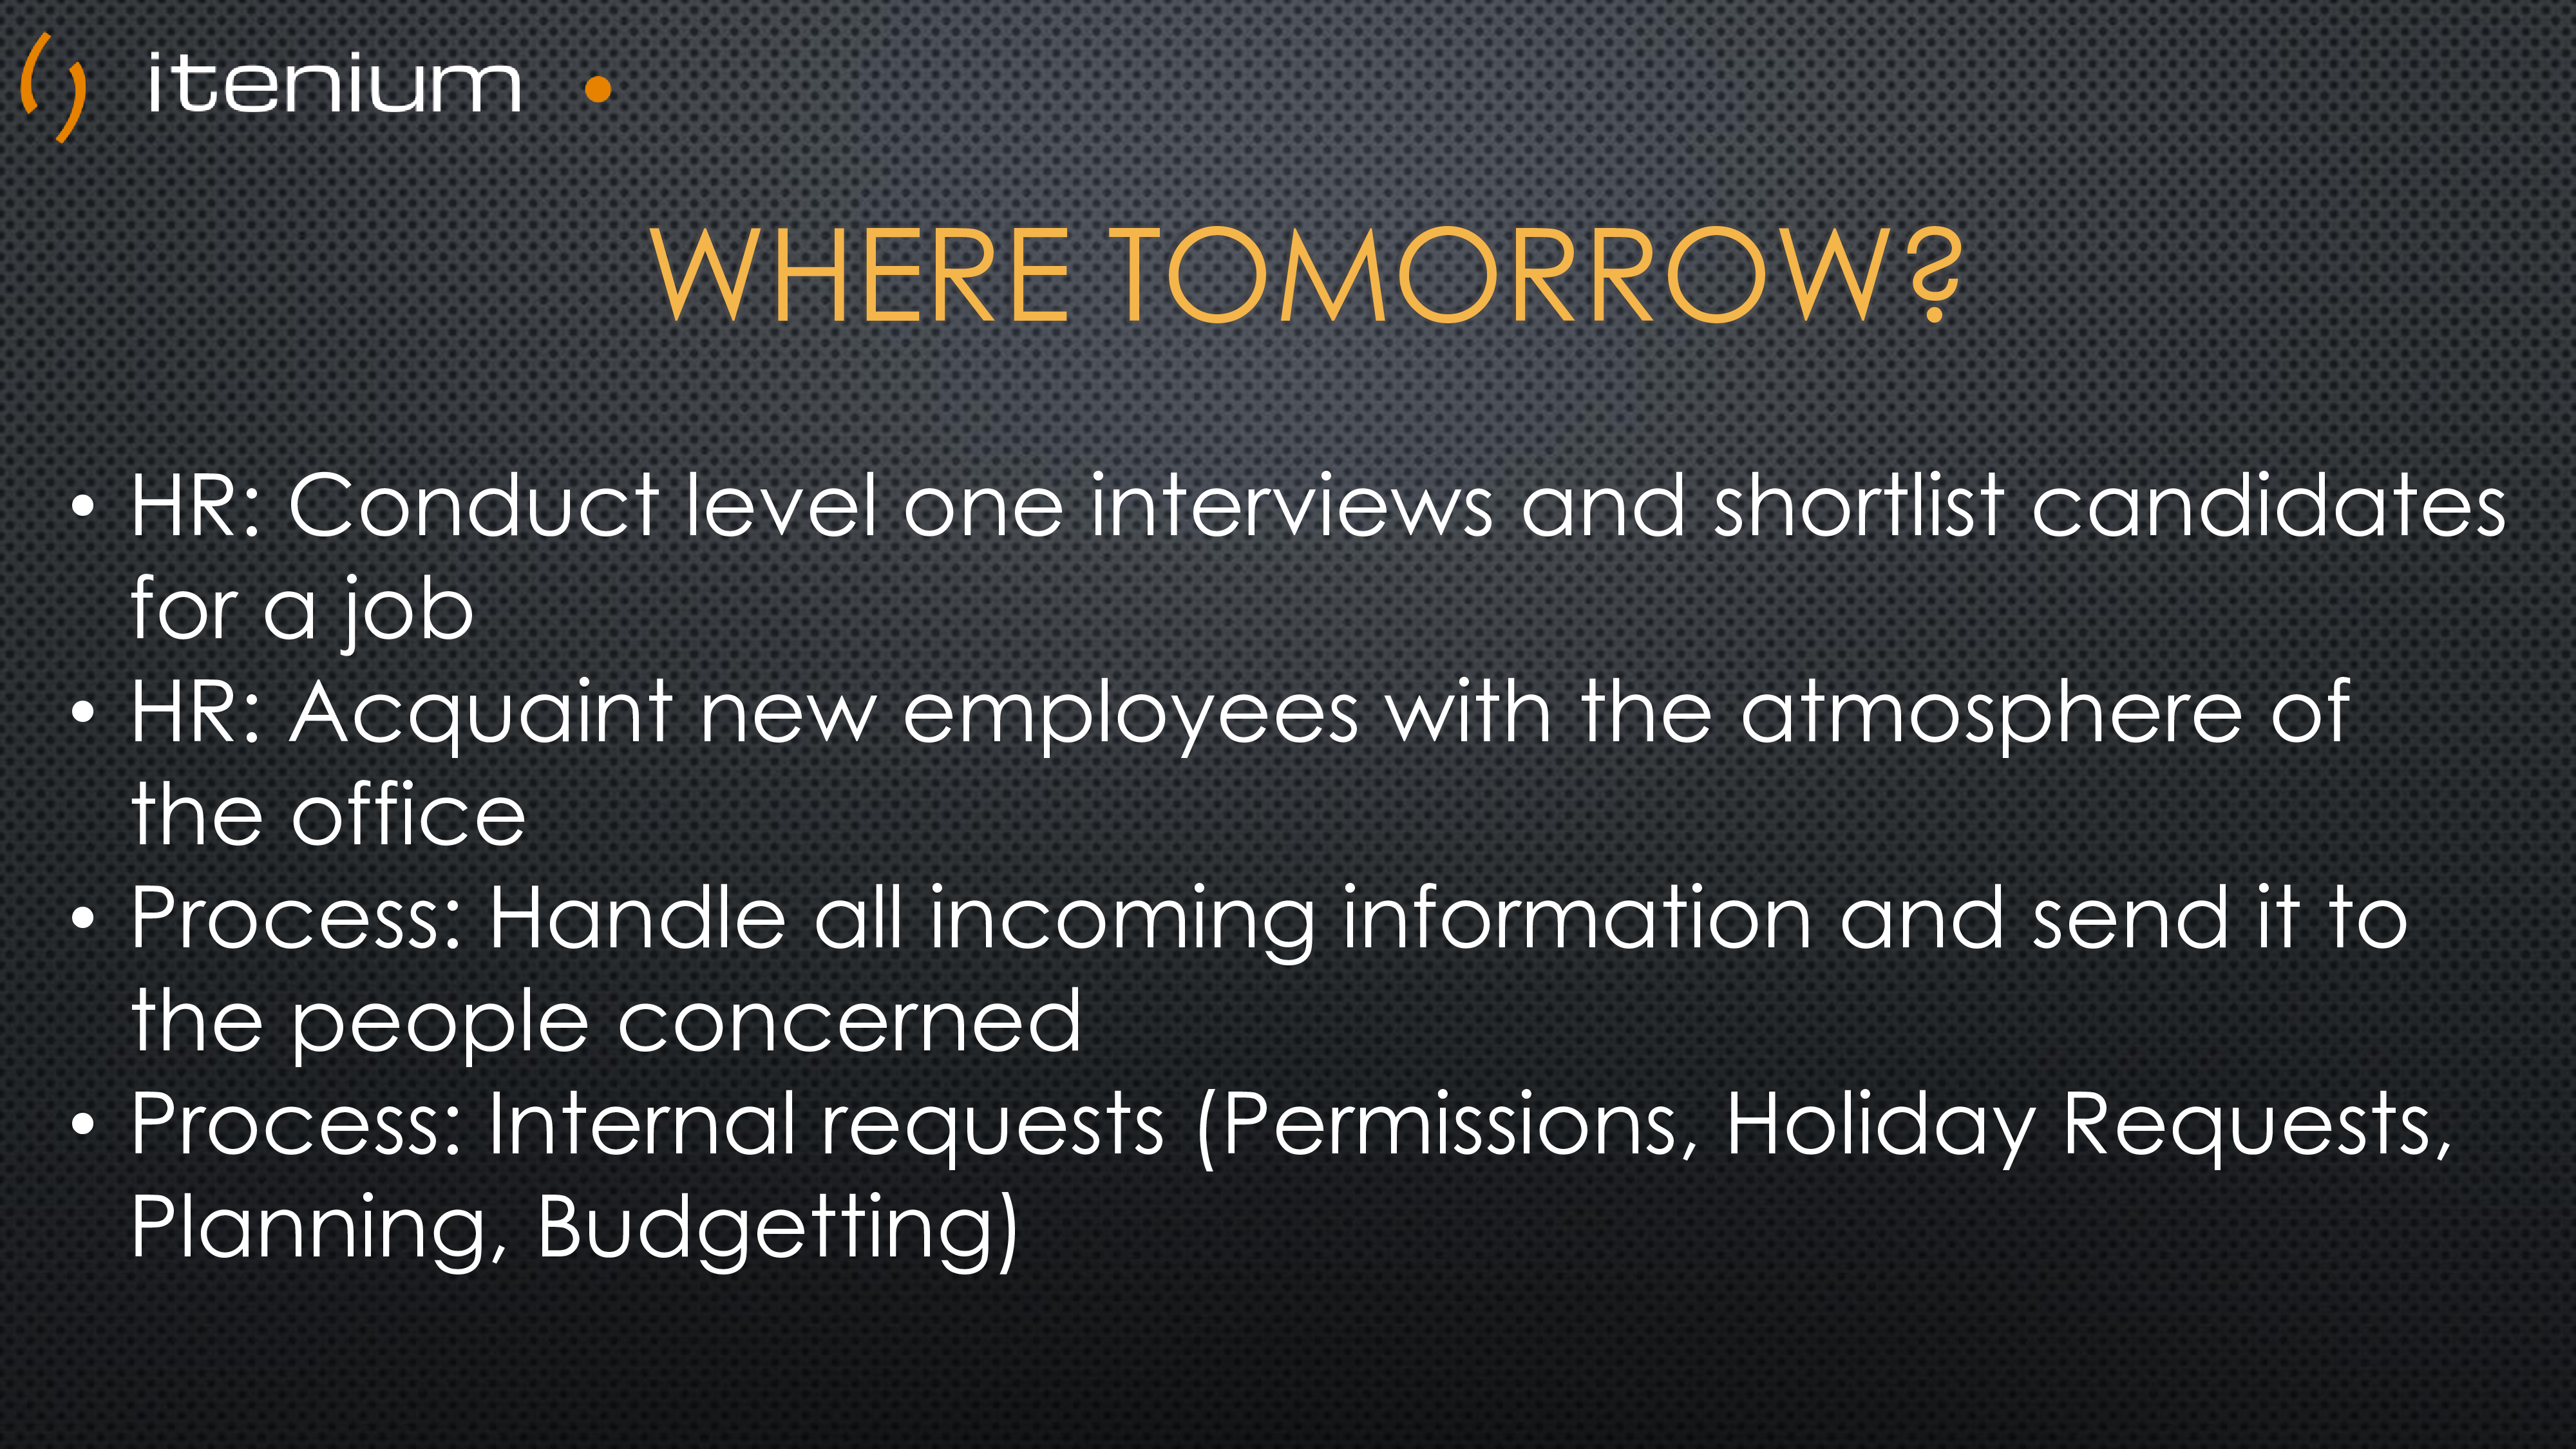 itenium
WHERE TOMORROW?
• HR: Conduct level one interviews and shortlist candidates
for a job
• HR: Acquaint new employees with the atmosphere of
the office
• Process: Handle all incoming information and send it to
the people concerned
• Process: Internal requests (Permissions, Holiday Requests,
Planning, Budgetting)